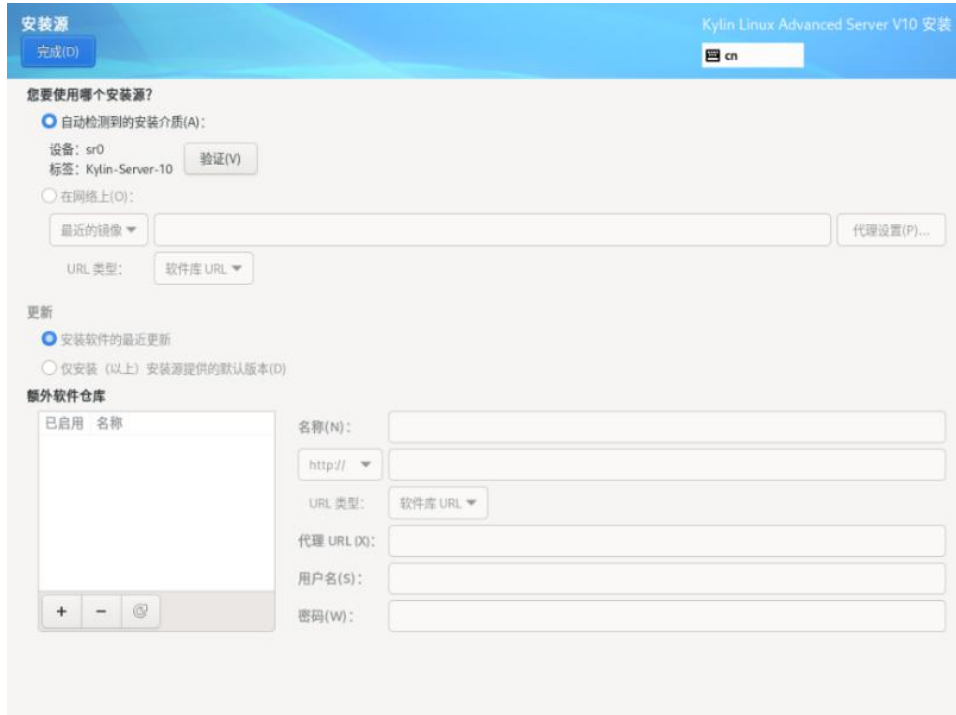 安装源
Kylin Linux Advanced Server V10 安装
完成(D)
cn
您要使用哪个安装源?
自动检测到的安装介质(A):
设备: sr0
标签: Kylin-Server-10
验证(V)
在网络上(O):
最近的镜像
代理设置(P)...
URL 类型:
软件库 URL
更新
安装软件的最近更新
仅安装（以上）安装源提供的默认版本(D)
额外软件仓库
已启用 名称
名称(N):
http://
URL 类型:
软件库 URL
代理 URL (X):
用户名(S):
密码(W):